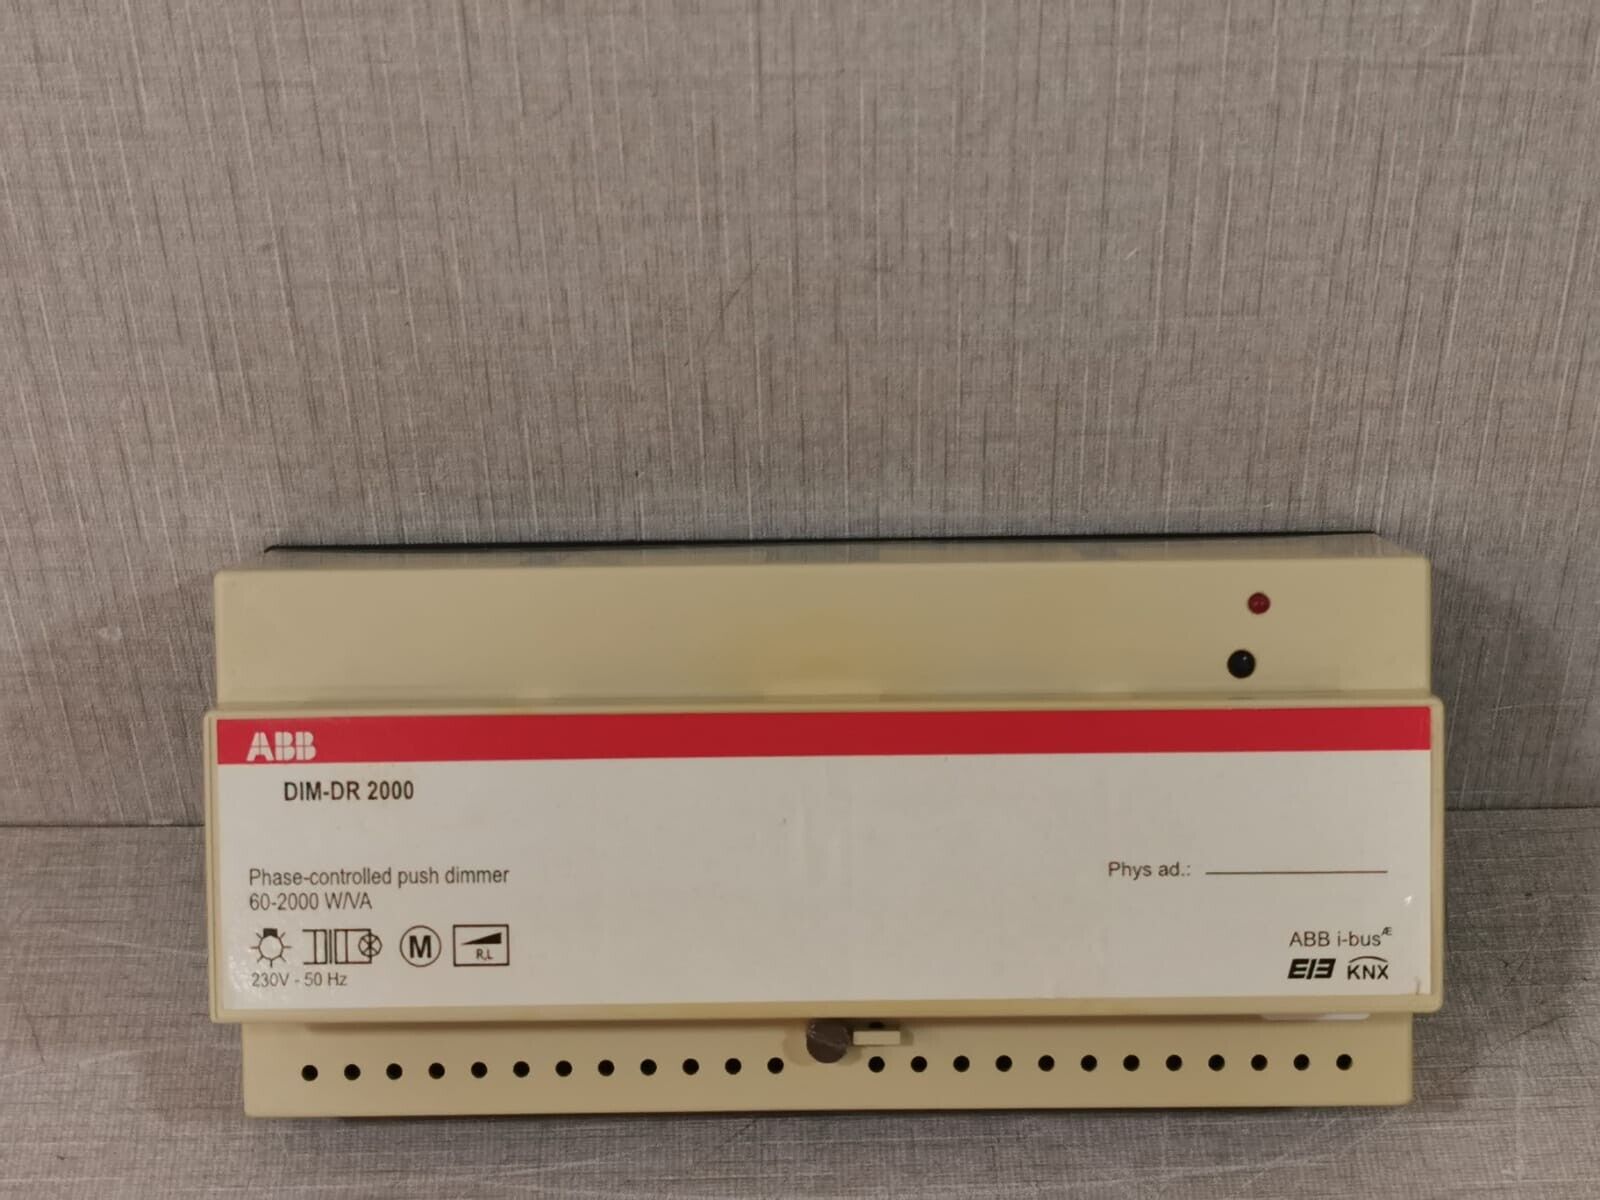 ABB
DIM-DR 2000
Phase-controlled push dimmer
60-2000 W/VA
M
R,L
230V - 50 Hz
Phys ad.:
ABB i-busÆ
EIB KNX